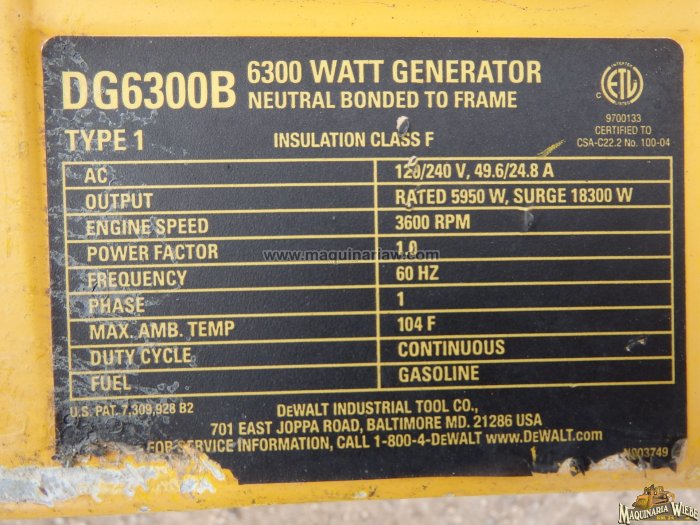 DG6300B
6300 WATT GENERATOR
NEUTRAL BONDED TO FRAME
INTERTEK
C ETL
LISTED
9700133
CERTIFIED TO
CSA-C22.2 No. 100-04
TYPE 1
INSULATION CLASS F
AC 120/240 V, 49.6/24.8 A
OUTPUT RATED 5950 W, SURGE 18300 W
ENGINE SPEED 3600 RPM
POWER FACTOR 1.0
www.maquinariaw.com
FREQUENCY 60 HZ
PHASE 1
MAX. AMB. TEMP 104 F
DUTY CYCLE CONTINUOUS
FUEL GASOLINE
U.S. PAT. 7,309,928 B2
DEWALT INDUSTRIAL TOOL CO.,
701 EAST JOPPA ROAD, BALTIMORE MD. 21286 USA
FOR SERVICE INFORMATION, CALL 1-800-4-DEWALT www.DEWALT.com
N003749
MAQUINARIA WIEBE